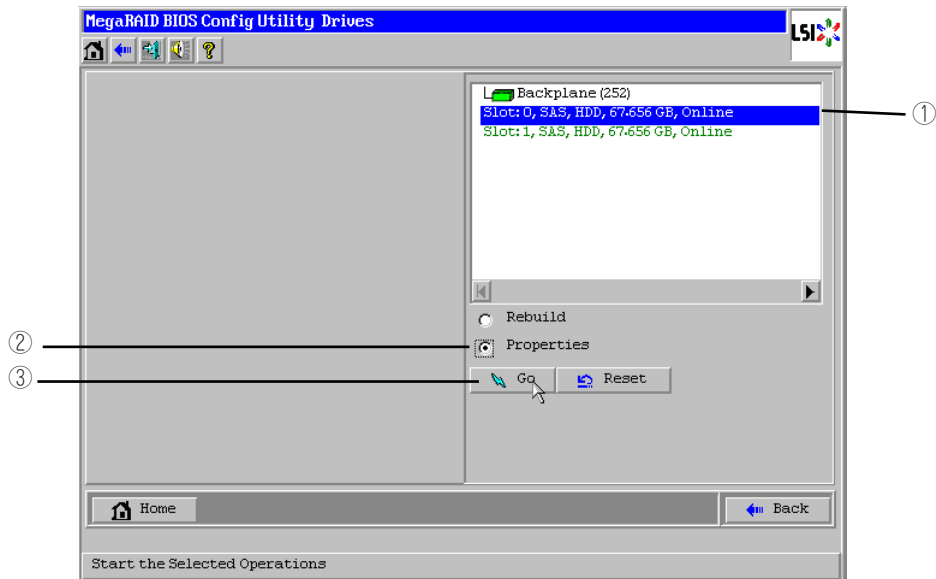 MegaRAID BIOS Config Utility Drives
LSI
Backplane (252)
Slot: 0, SAS, HDD, 67.656 GB, Online
Slot: 1, SAS, HDD, 67.656 GB, Online
①
Rebuild
② Properties
③ Go Reset
Home Back
Start the Selected Operations